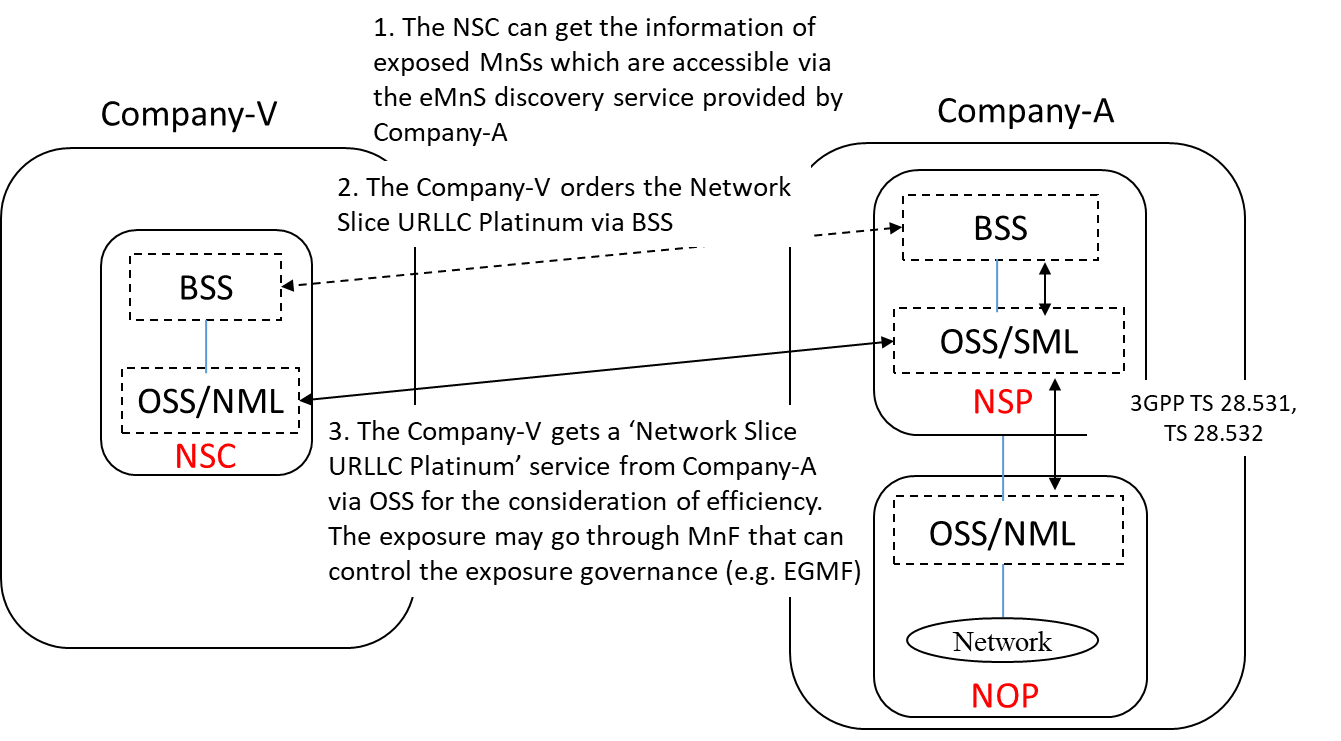 1. The NSC can get the information of
exposed MnSs which are accessible via
the eMnS discovery service provided by
Company-A
Company-V
Company-A
2. The Company-V orders the Network
Slice URLLC Platinum via BSS
BSS
BSS
OSS/SML
OSS/NML
NSP
NSC
3GPP TS 28.531,
TS 28.532
3. The Company-V gets a ‘Network Slice
URLLC Platinum’ service from Company-A
via OSS for the consideration of efficiency.
The exposure may go through MnF that can
control the exposure governance (e.g. EGMF)
OSS/NML
Network
NOP